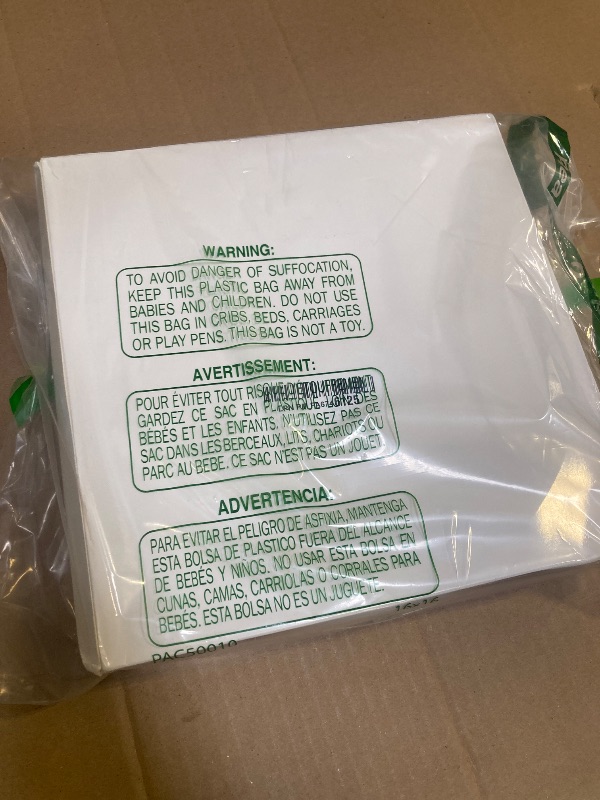 WARNING:
TO AVOID DANGER OF SUFFOCATION,
KEEP THIS PLASTIC BAG AWAY FROM
BABIES AND CHILDREN. DO NOT USE
THIS BAG IN CRIBS, BEDS, CARRIAGES
OR PLAY PENS. THIS BAG IS NOT A TOY.
AVERTISSEMENT:
POUR ÉVITER TOUT RISQUE
GARDEZ CE SAC EN
BÉBÉS ET LES ENFANTS. N'UTILISEZ PAS CE
SAC DANS LES BERCEAUX, LITS, CHARIOTS OU
PARC AU BEBE. CE SAC N'EST PAS UN JOUET
ADVERTENCIA:
PARA EVITAR EL PELIGRO DE ASFIXIA, MANTENGA
ESTA BOLSA DE PLASTICO FUERA DEL ALCANCE
DE BEBÉS Y NIÑOS. NO USAR ESTA BOLSA EN
CUNAS, CAMAS, CARRIOLAS O CORRALES PARA
BEBÉS. ESTA BOLSA NO ES UN JUGUETE.
PAC50010